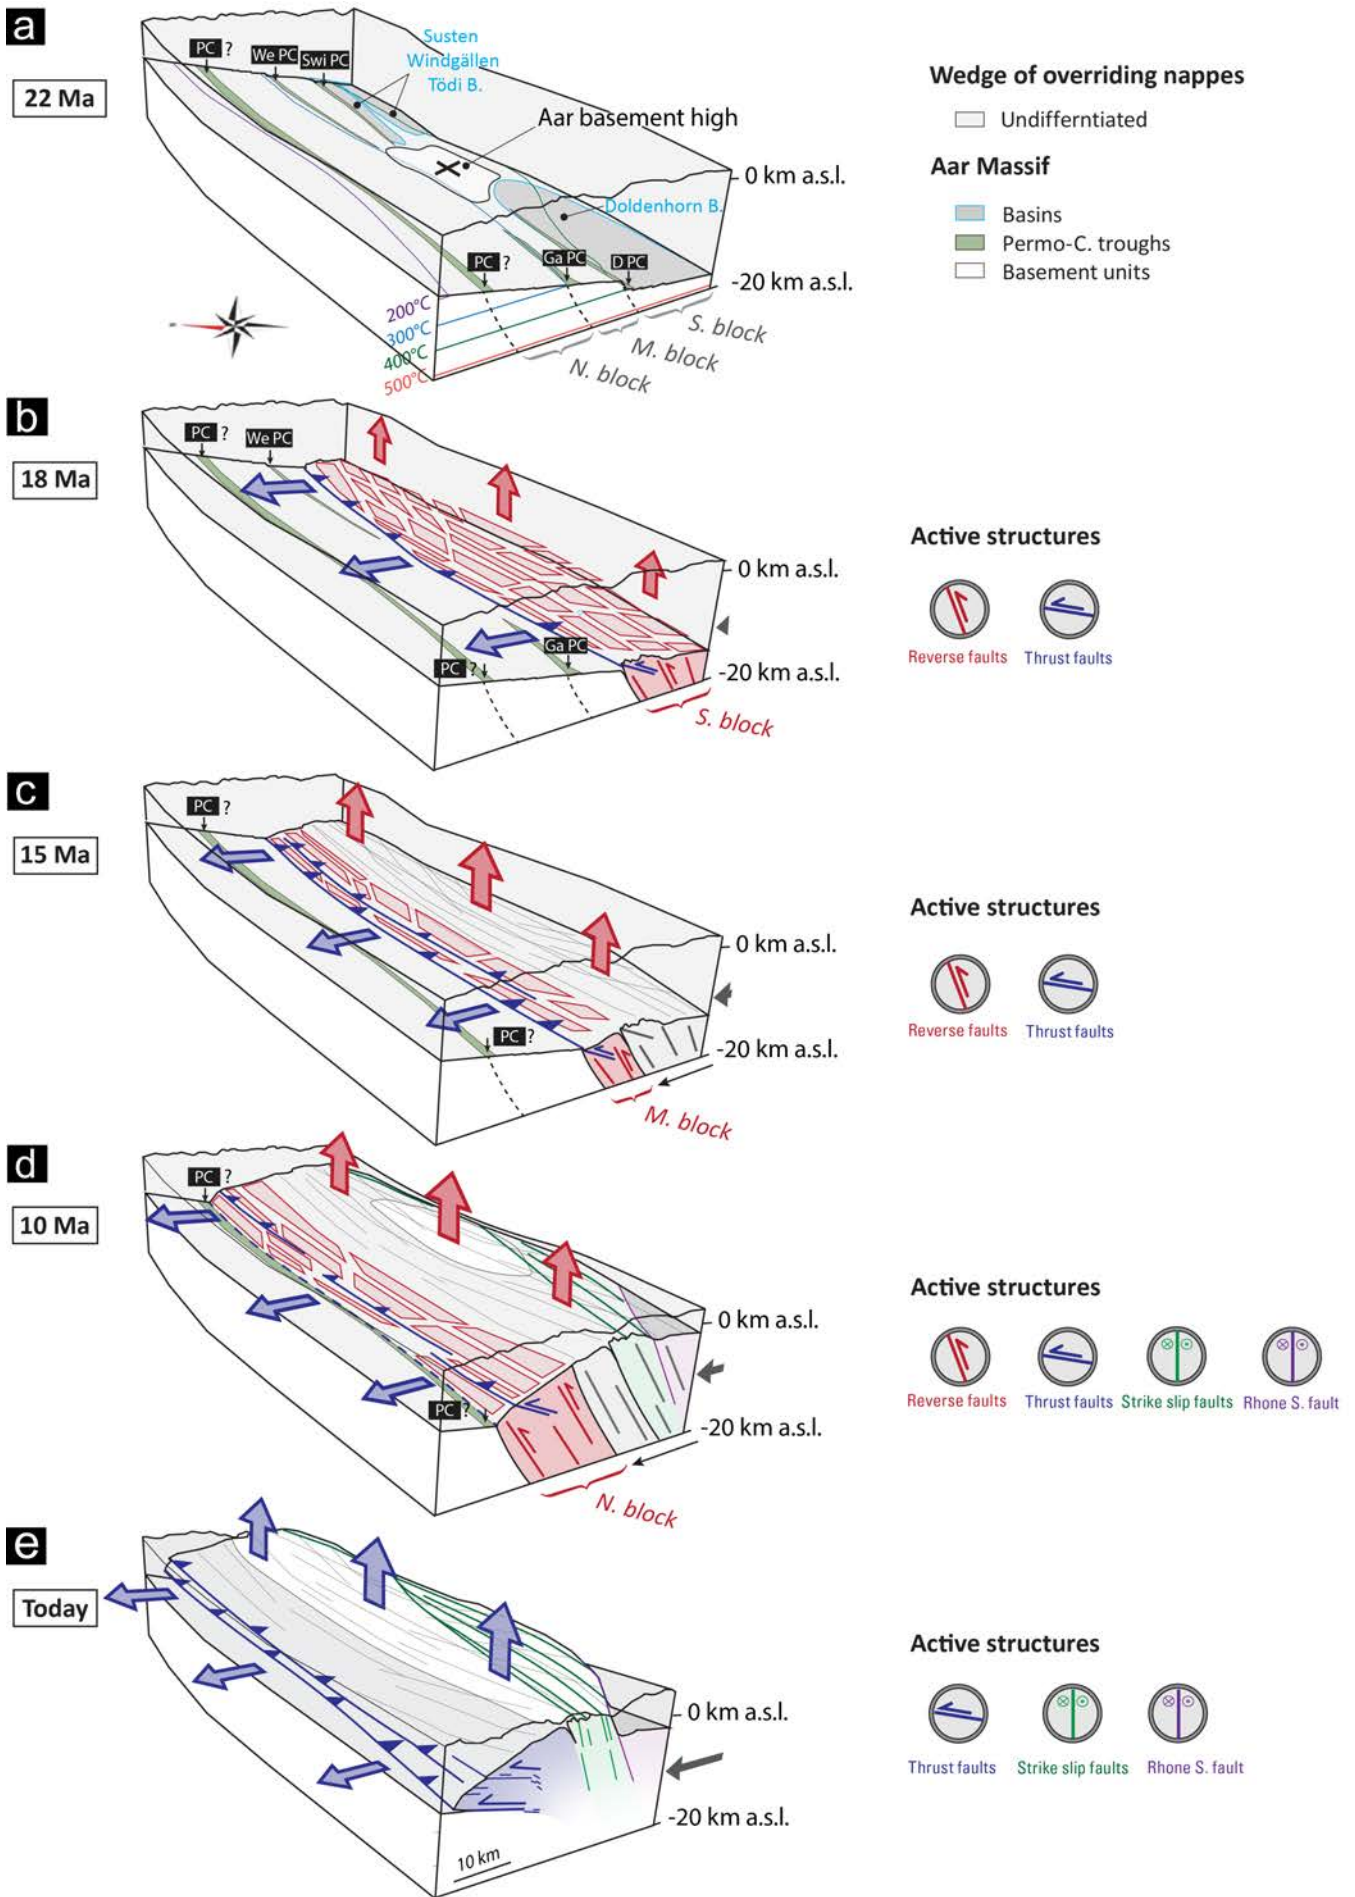 a
22 Ma
PC ?
We PC
Swi PC
Susten
Windgällen
Tödi B.
Aar basement high
0 km a.s.l.
Doldenhorn B.
PC ?
Ga PC
D PC
-20 km a.s.l.
200°C
300°C
400°C
500°C
S. block
M. block
N. block
Wedge of overriding nappes
Undifferntiated
Aar Massif
Basins
Permo-C. troughs
Basement units
b
18 Ma
PC ?
We PC
0 km a.s.l.
Ga PC
PC ?
-20 km a.s.l.
S. block
Active structures
Reverse faults
Thrust faults
c
15 Ma
PC ?
0 km a.s.l.
PC ?
-20 km a.s.l.
M. block
Active structures
Reverse faults
Thrust faults
d
10 Ma
PC ?
0 km a.s.l.
PC ?
-20 km a.s.l.
N. block
Active structures
Reverse faults
Thrust faults
Strike slip faults
Rhone S. fault
e
Today
0 km a.s.l.
-20 km a.s.l.
10 km
Active structures
Thrust faults
Strike slip faults
Rhone S. fault